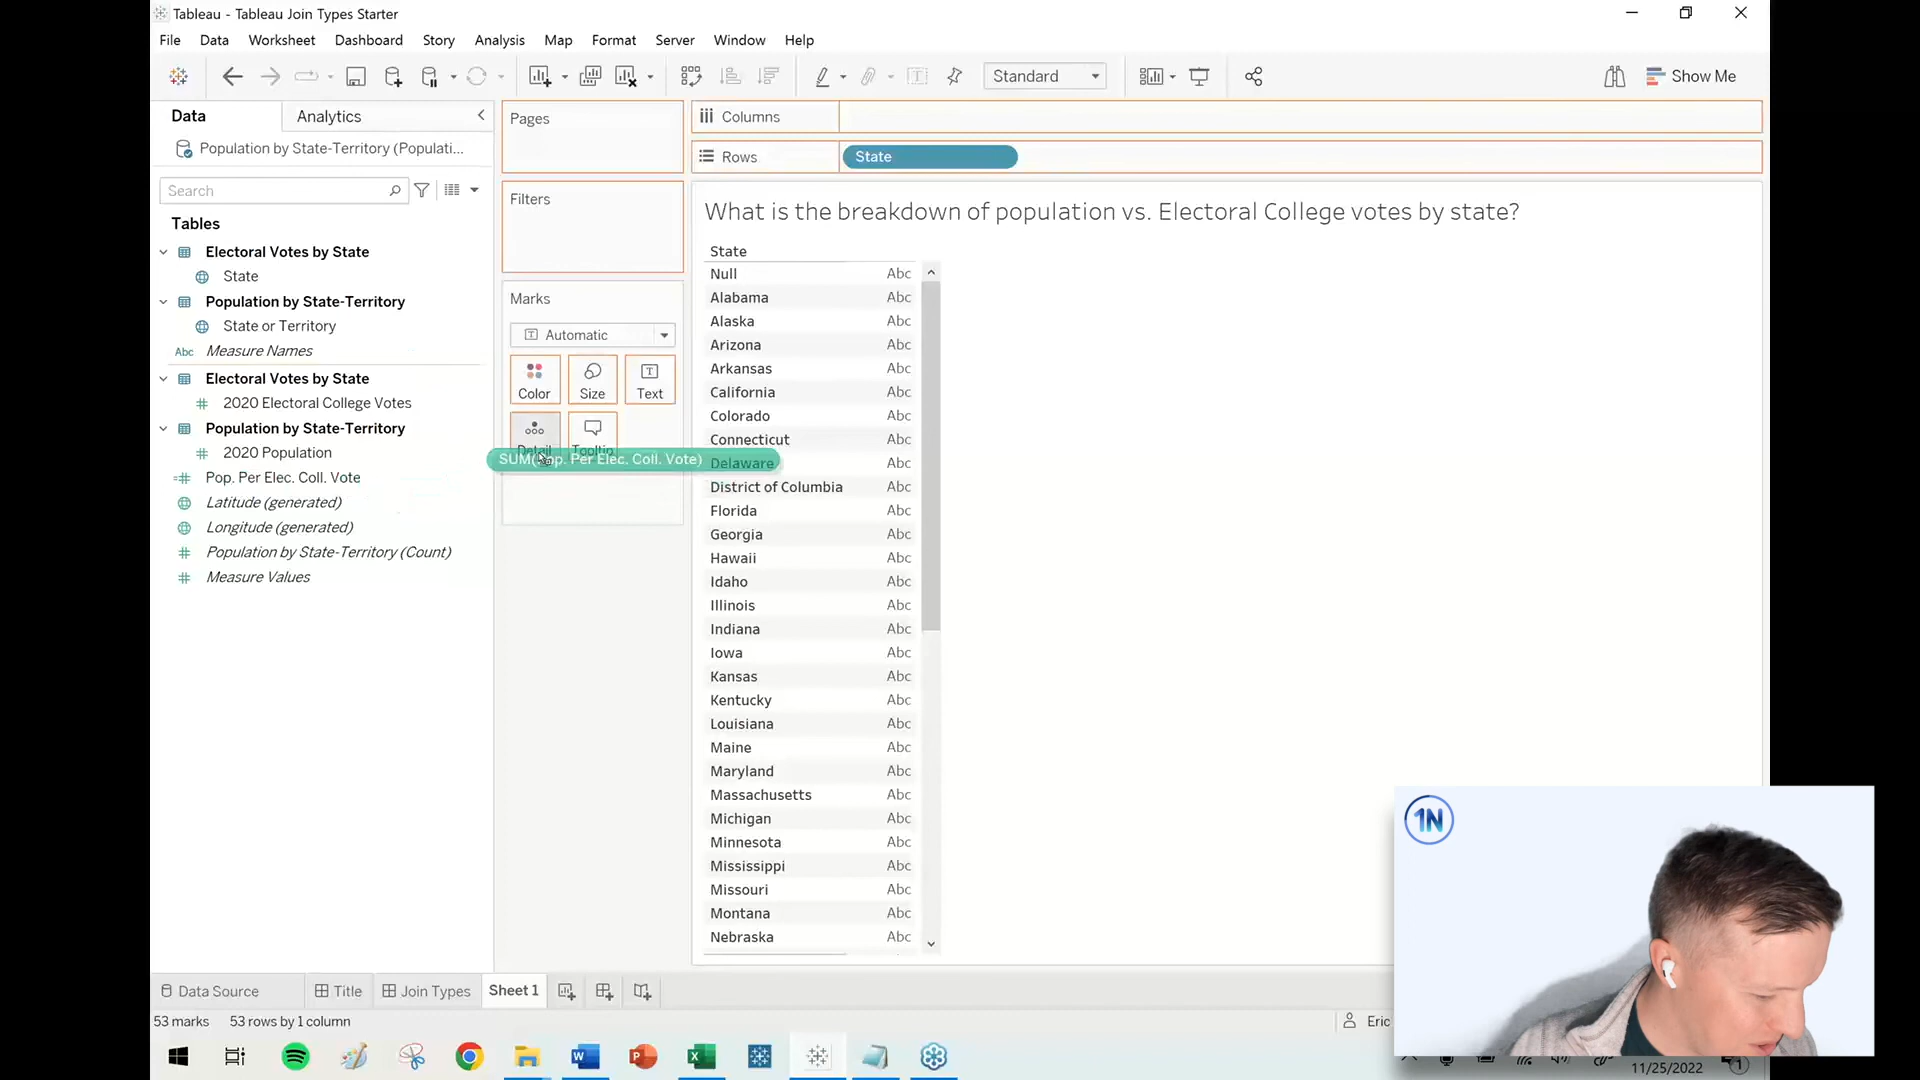 Tableau - Tableau Join Types Starter
File Data Worksheet Dashboard Story Analysis Map Format Server Window Help
Standard
Show Me
Data
Analytics
Pages
Columns
Population by State-Territory (Populati...
Rows
State
Search
Filters
What is the breakdown of population vs. Electoral College votes by state?
Tables
Electoral Votes by State
State
Population by State-Territory
State or Territory
Abc Measure Names
Electoral Votes by State
2020 Electoral College Votes
Population by State-Territory
2020 Population
Pop. Per Elec. Coll. Vote
Latitude (generated)
Longitude (generated)
Population by State-Territory (Count)
Measure Values
Marks
Automatic
Color Size Text
Detail Tooltip
SUM(Pop. Per Elec. Coll. Vote)
State
Null Abc
Alabama Abc
Alaska Abc
Arizona Abc
Arkansas Abc
California Abc
Colorado Abc
Connecticut Abc
Delaware Abc
District of Columbia Abc
Florida Abc
Georgia Abc
Hawaii Abc
Idaho Abc
Illinois Abc
Indiana Abc
Iowa Abc
Kansas Abc
Kentucky Abc
Louisiana Abc
Maine Abc
Maryland Abc
Massachusetts Abc
Michigan Abc
Minnesota Abc
Mississippi Abc
Missouri Abc
Montana Abc
Nebraska Abc
1N
Data Source Title Join Types Sheet 1
53 marks 53 rows by 1 column
Eric
11/25/2022
1